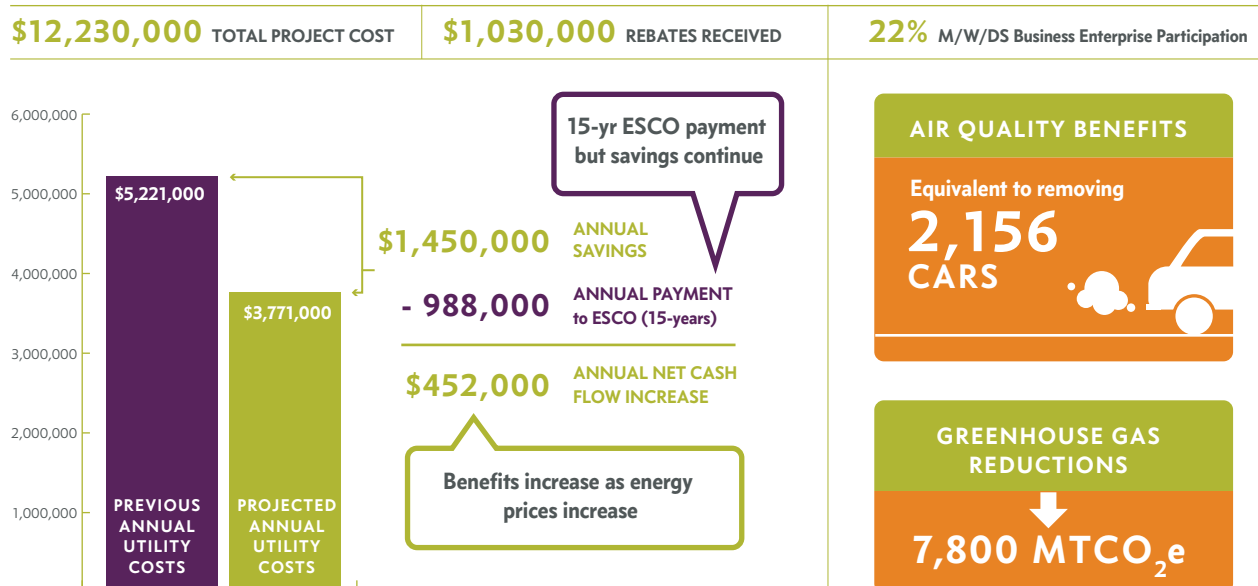 $12,230,000 TOTAL PROJECT COST
$1,030,000 REBATES RECEIVED
22% M/W/DS Business Enterprise Participation
6,000,000
5,000,000
4,000,000
3,000,000
2,000,000
1,000,000
$5,221,000
PREVIOUS
ANNUAL
UTILITY
COSTS
$3,771,000
PROJECTED
ANNUAL
UTILITY
COSTS
15-yr ESCO payment
but savings continue
$1,450,000 ANNUAL
SAVINGS
- 988,000 ANNUAL PAYMENT
to ESCO (15-years)
$452,000 ANNUAL NET CASH
FLOW INCREASE
Benefits increase as energy
prices increase
AIR QUALITY BENEFITS
Equivalent to removing
2,156
CARS
GREENHOUSE GAS
REDUCTIONS
7,800 MTCO₂e